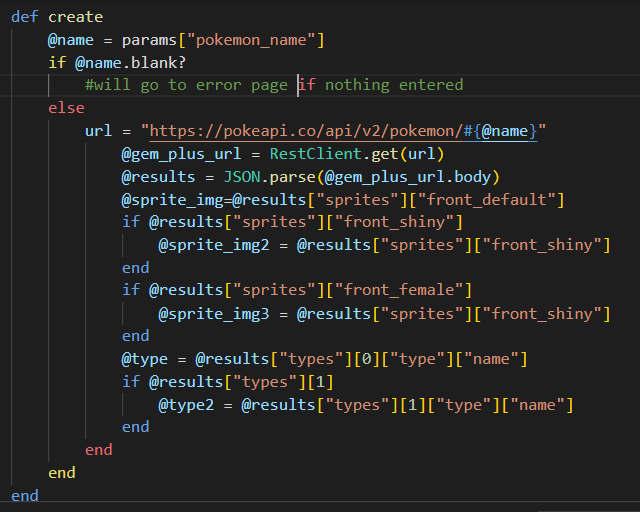 def create
    @name = params["pokemon_name"]
    if @name.blank?
        #will go to error page if nothing entered
    else
        url = "https://pokeapi.co/api/v2/pokemon/#{@name}"
            @gem_plus_url = RestClient.get(url)
            @results = JSON.parse(@gem_plus_url.body)
            @sprite_img=@results["sprites"]["front_default"]
            if @results["sprites"]["front_shiny"]
                @sprite_img2 = @results["sprites"]["front_shiny"]
            end
            if @results["sprites"]["front_female"]
                @sprite_img3 = @results["sprites"]["front_shiny"]
            end
            @type = @results["types"][0]["type"]["name"]
            if @results["types"][1]
                @type2 = @results["types"][1]["type"]["name"]
            end
        end
    end
end